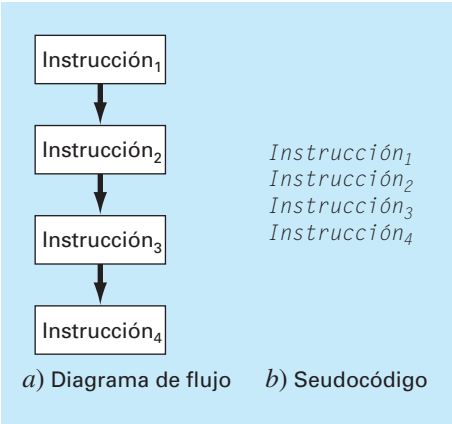 Instrucción₁
Instrucción₂
Instrucción₃
Instrucción₄
Instrucción₁
Instrucción₂
Instrucción₃
Instrucción₄
a) Diagrama de flujo
b) Seudocódigo